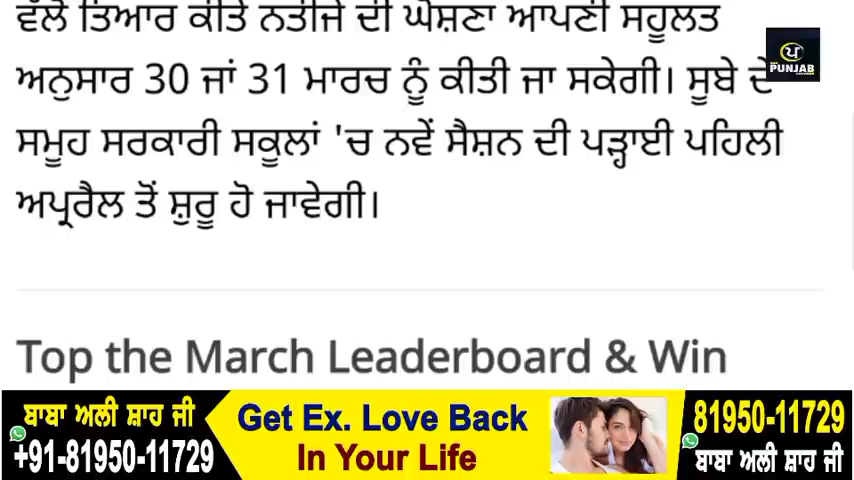 ਵੱਲੋਂ ਤਿਆਰ ਕੀਤੇ ਨਤੀਜੇ ਦੀ ਘੋਸ਼ਣਾ ਆਪਣੀ ਸਹੂਲਤ
ਅਨੁਸਾਰ 30 ਜਾਂ 31 ਮਾਰਚ ਨੂੰ ਕੀਤੀ ਜਾ ਸਕੇਗੀ। ਸੂਬੇ ਦੇ
ਪ
PUNJAB
ਸਮੂਹ ਸਰਕਾਰੀ ਸਕੂਲਾਂ 'ਚ ਨਵੇਂ ਸੈਸ਼ਨ ਦੀ ਪੜ੍ਹਾਈ ਪਹਿਲੀ
ਅਪ੍ਰਰੈਲ ਤੋਂ ਸ਼ੁਰੂ ਹੋ ਜਾਵੇਗੀ।
Top the March Leaderboard & Win
ਬਾਬਾ ਅਲੀ ਸ਼ਾਹ ਜੀ
+91-81950-11729
Get Ex. Love Back
In Your Life
81950-11729
ਬਾਬਾ ਅਲੀ ਸ਼ਾਹ ਜੀ